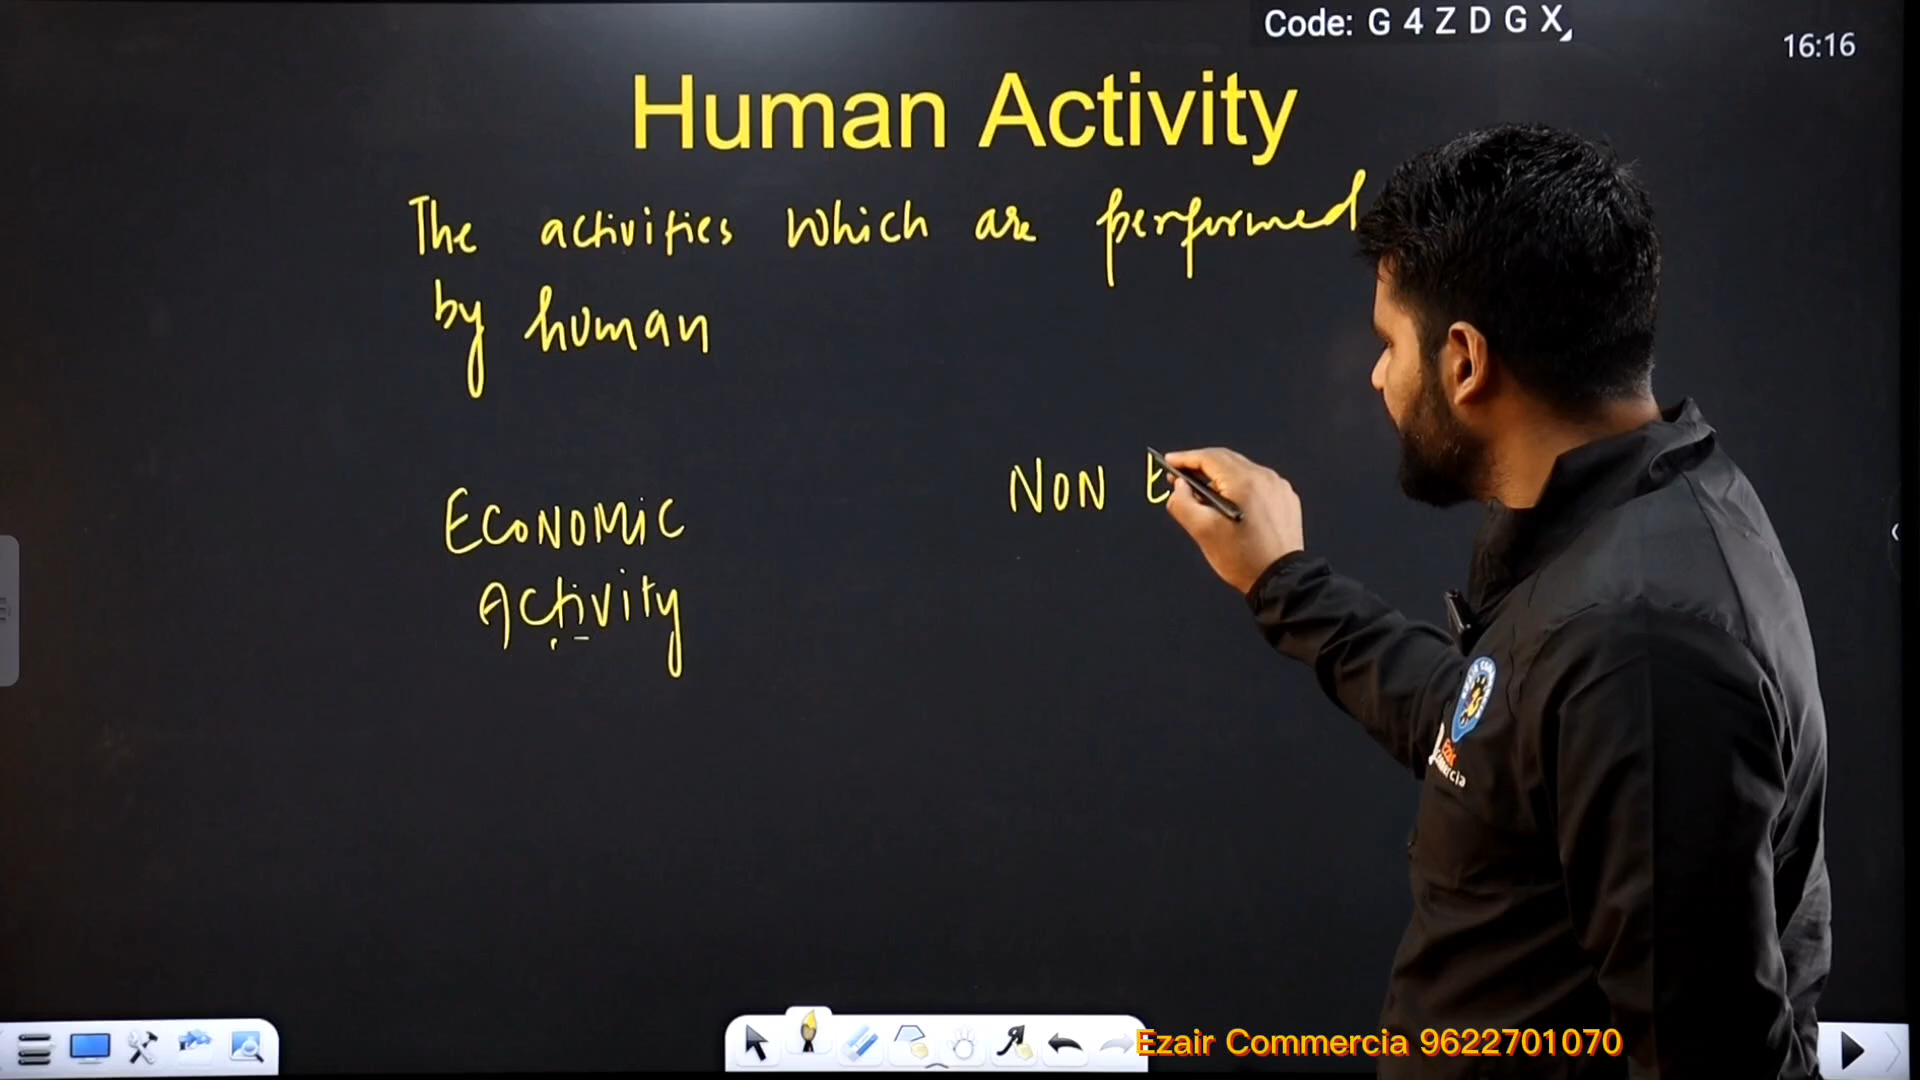 Code: G 4 Z D G X
16:16
Human Activity
The activities which are performed
by human
ECONOMIC
Activity
NON E
Ezair Commercia 9622701070